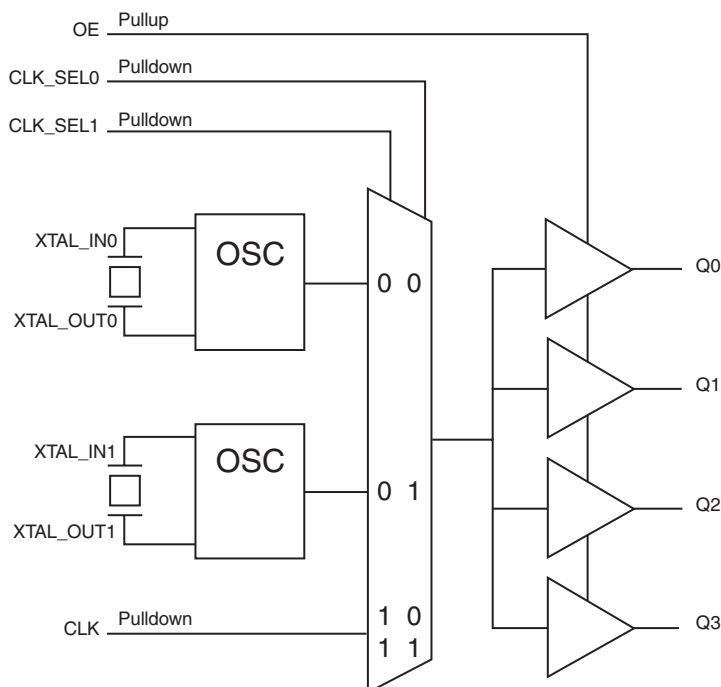 OE Pullup
CLK_SEL0 Pulldown
CLK_SEL1 Pulldown
XTAL_IN0
OSC
XTAL_OUT0
0 0
XTAL_IN1
OSC
XTAL_OUT1
0 1
CLK Pulldown
1 0
1 1
Q0
Q1
Q2
Q3